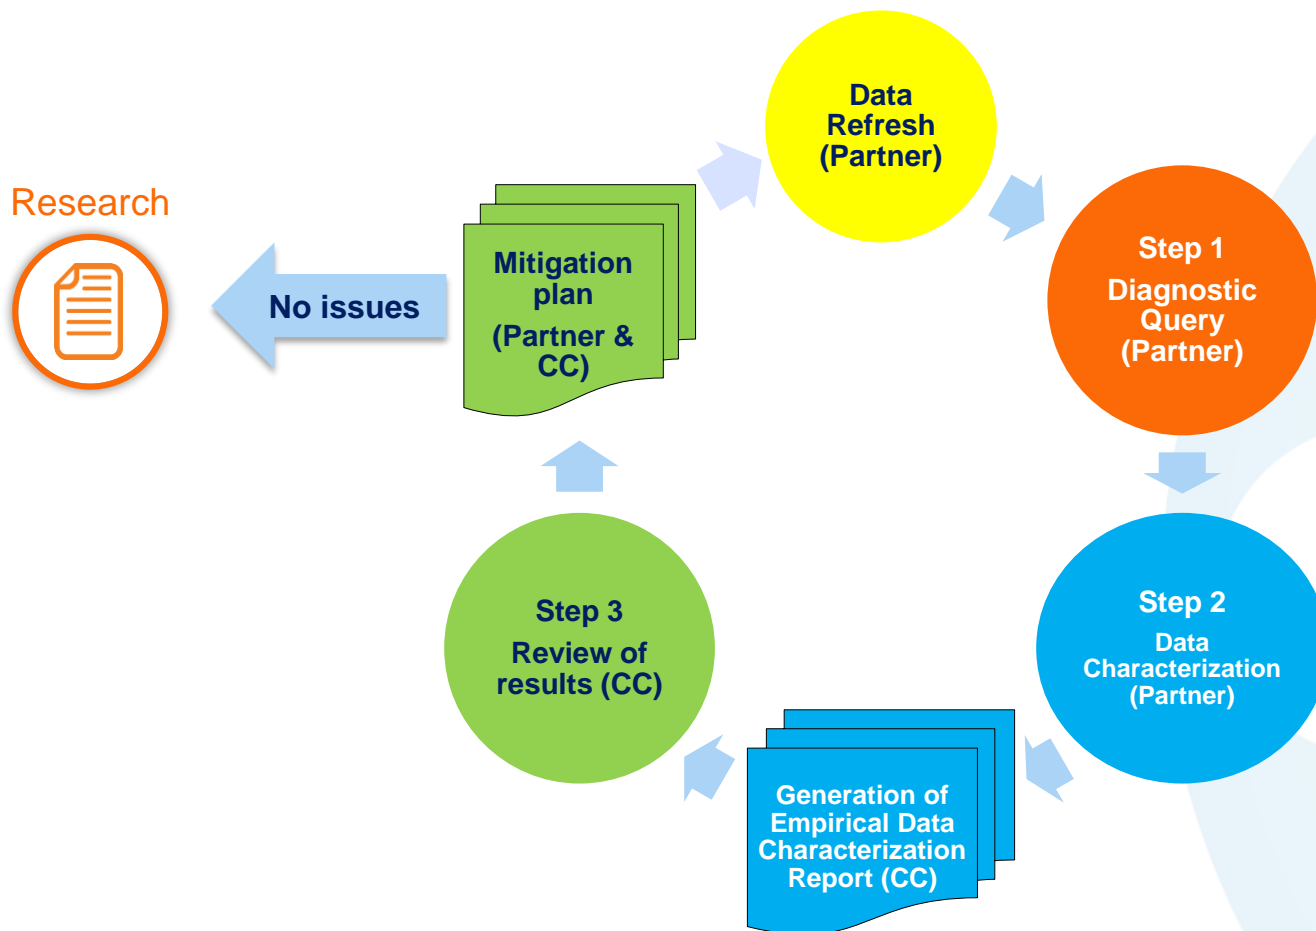 Data
Refresh
(Partner)
Step 1
Diagnostic
Query
(Partner)
Step 2
Data
Characterization
(Partner)
Generation of
Empirical Data
Characterization
Report (CC)
Step 3
Review of
results (CC)
Mitigation
plan
(Partner &
CC)
No issues
Research